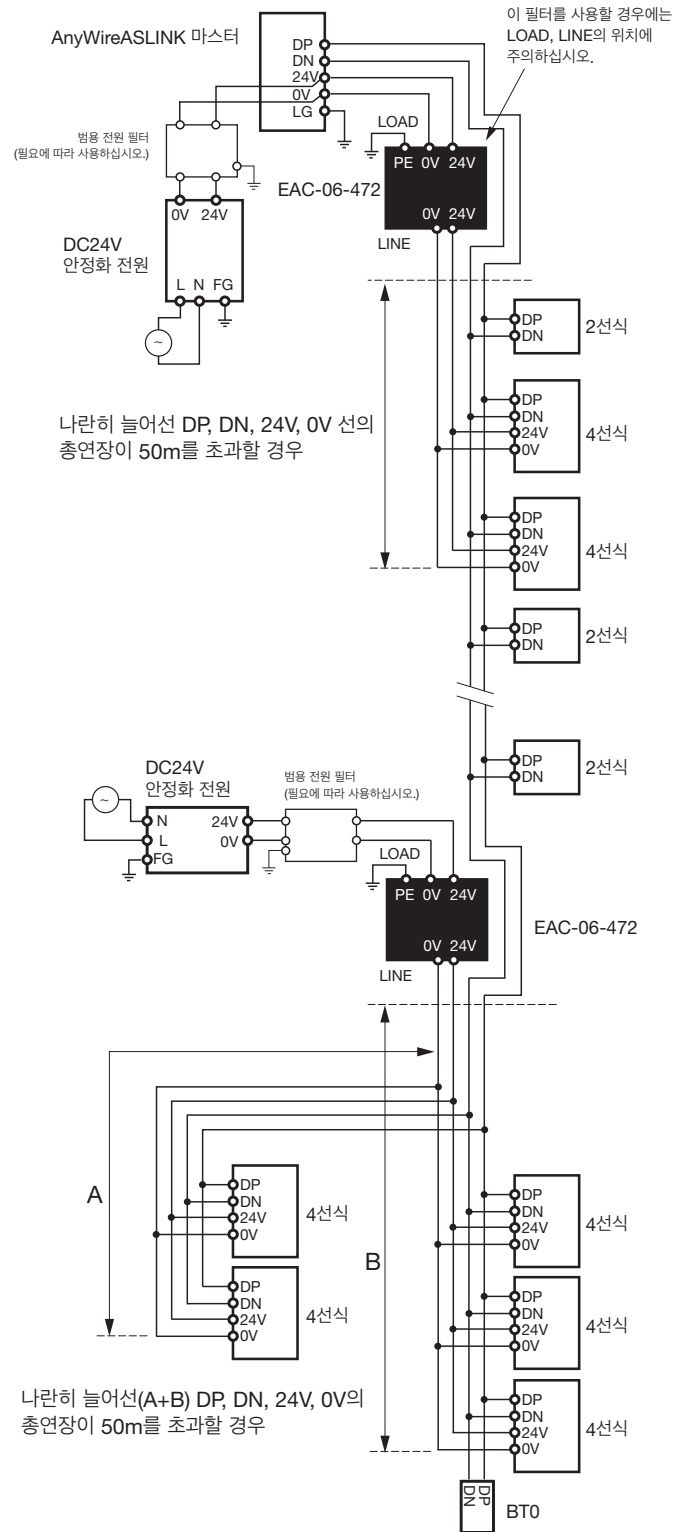 이 필터를 사용할 경우에는
LOAD, LINE의 위치에
주의하십시오.
AnyWireASLINK 마스터
DP
DN
24V
0V
LG
범용 전원 필터
(필요에 따라 사용하십시오.)
LOAD
PE 0V 24V
EAC-06-472
0V 24V
LINE
0V 24V
DC24V
안정화 전원
L N FG
~
DP
DN
2선식
나란히 늘어선 DP, DN, 24V, 0V 선의
총연장이 50m를 초과할 경우
DP
DN
24V
0V
4선식
DP
DN
24V
0V
4선식
DP
DN
2선식
DP
DN
2선식
DC24V
안정화 전원
범용 전원 필터
(필요에 따라 사용하십시오.)
~
N
L
FG
24V
0V
LOAD
PE 0V 24V
EAC-06-472
0V 24V
LINE
A
DP
DN
24V
0V
4선식
DP
DN
24V
0V
4선식
B
DP
DN
24V
0V
4선식
DP
DN
24V
0V
4선식
DP
DN
24V
0V
4선식
나란히 늘어선(A+B) DP, DN, 24V, 0V의
총연장이 50m를 초과할 경우
DP
DN
BT0